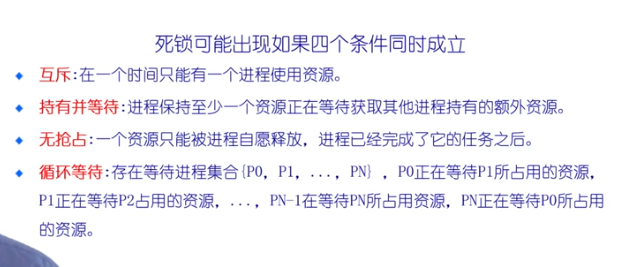 死锁可能出现如果四个条件同时成立
互斥:在一个时间只能有一个进程使用资源。
持有并等待:进程保持至少一个资源正在等待获取其他进程持有的额外资源。
无抢占:一个资源只能被进程自愿释放，进程已经完成了它的任务之后。
循环等待:存在等待进程集合{P0，P1，...，PN}，P0正在等待P1所占用的资源，
P1正在等待P2占用的资源，...，PN-1在等待PN所占用资源，PN正在等待P0所占用
的资源。